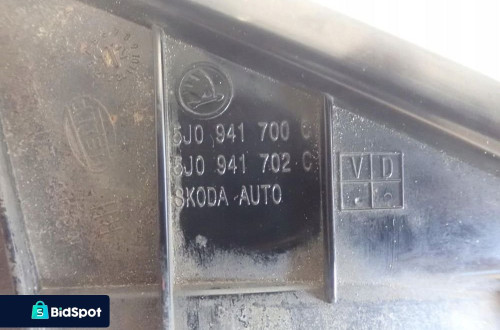 5J0 941 700 C
5J0 941 702 C
SKODA AUTO
V D
BidSpot